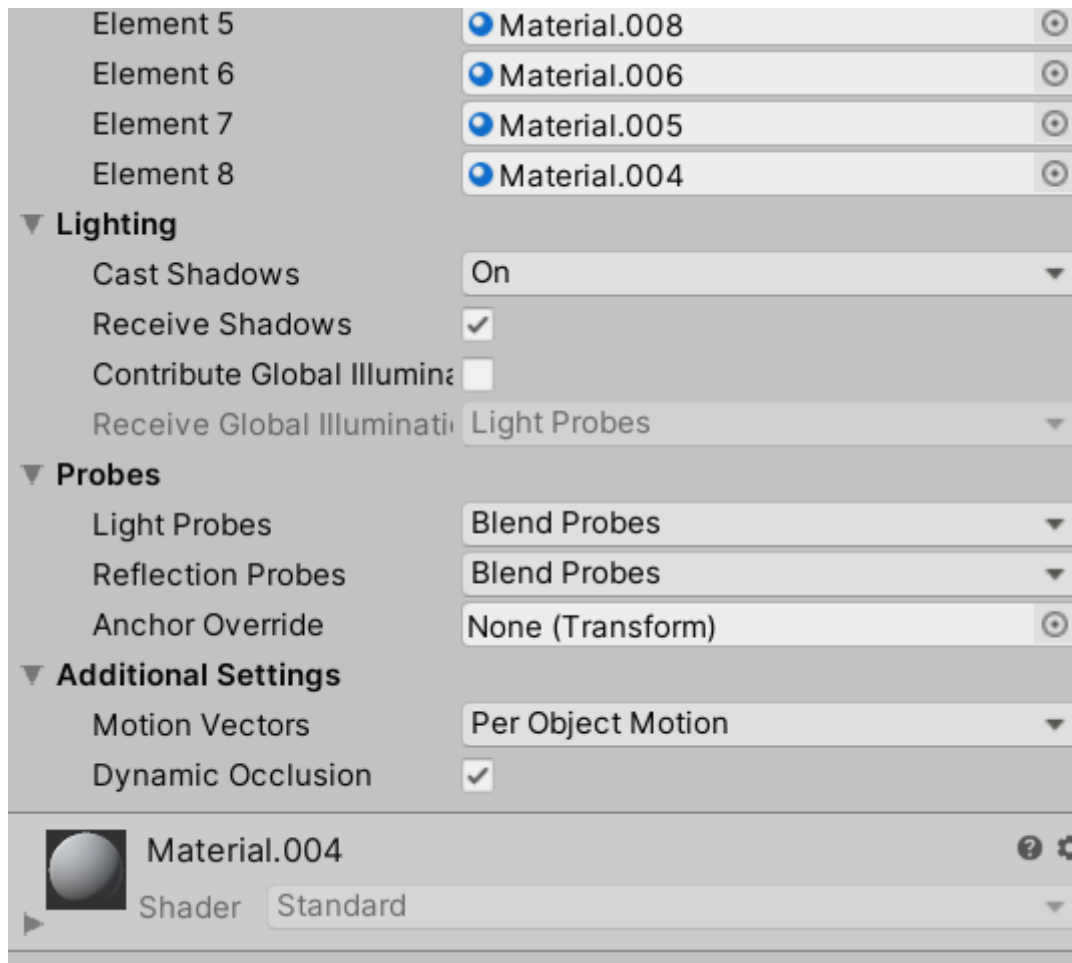 Element 5 Material.008
Element 6 Material.006
Element 7 Material.005
Element 8 Material.004
Lighting
Cast Shadows On
Receive Shadows
Contribute Global Illumina
Receive Global Illuminati Light Probes
Probes
Light Probes Blend Probes
Reflection Probes Blend Probes
Anchor Override None (Transform)
Additional Settings
Motion Vectors Per Object Motion
Dynamic Occlusion
Material.004
Shader Standard